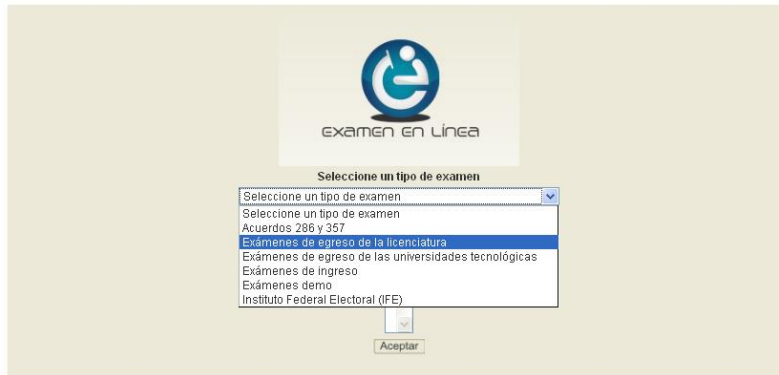 examen en Línea
Seleccione un tipo de examen
Seleccione un tipo de examen
Seleccione un tipo de examen
Acuerdos 286 y 357
Exámenes de egreso de la licenciatura
Exámenes de egreso de las universidades tecnológicas
Exámenes de ingreso
Exámenes demo
Instituto Federal Electoral (IFE)
Aceptar